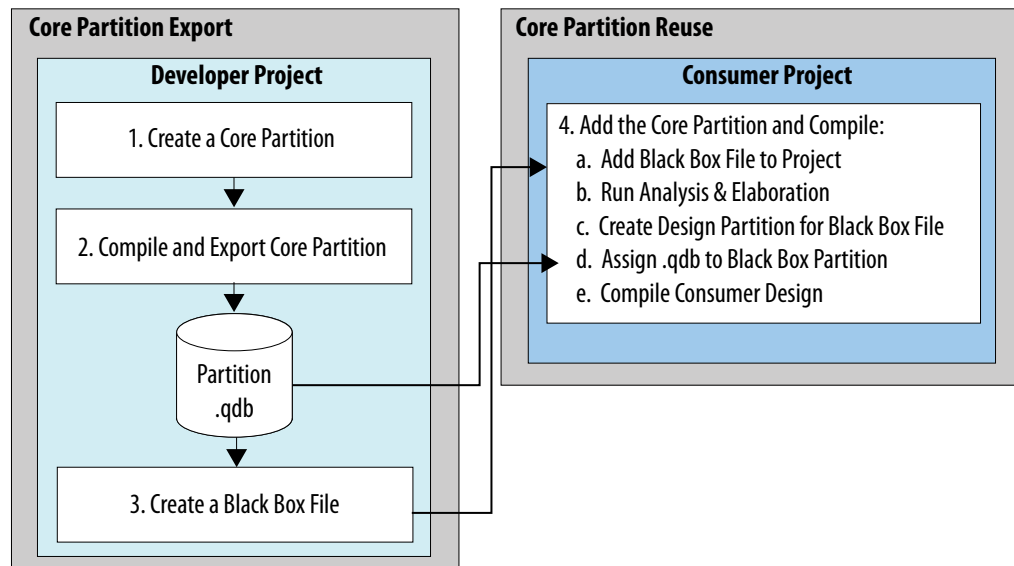 Core Partition Export
Developer Project
1. Create a Core Partition
2. Compile and Export Core Partition
Partition
.qdb
3. Create a Black Box File
Core Partition Reuse
Consumer Project
4. Add the Core Partition and Compile:
a. Add Black Box File to Project
b. Run Analysis & Elaboration
c. Create Design Partition for Black Box File
d. Assign .qdb to Black Box Partition
e. Compile Consumer Design